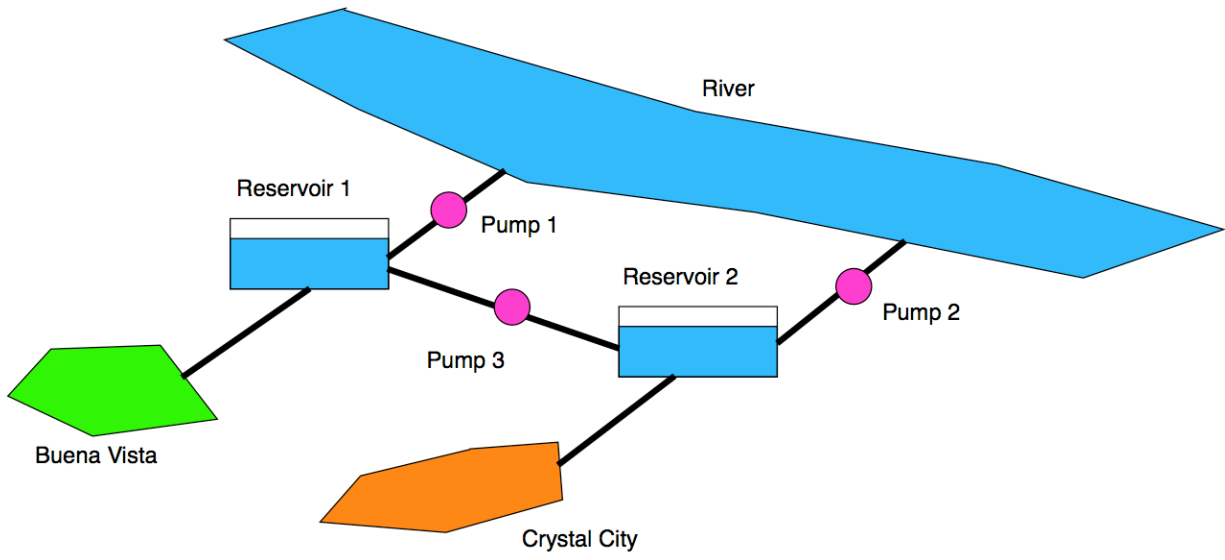 River
Reservoir 1
Pump 1
Reservoir 2
Pump 2
Pump 3
Buena Vista
Crystal City